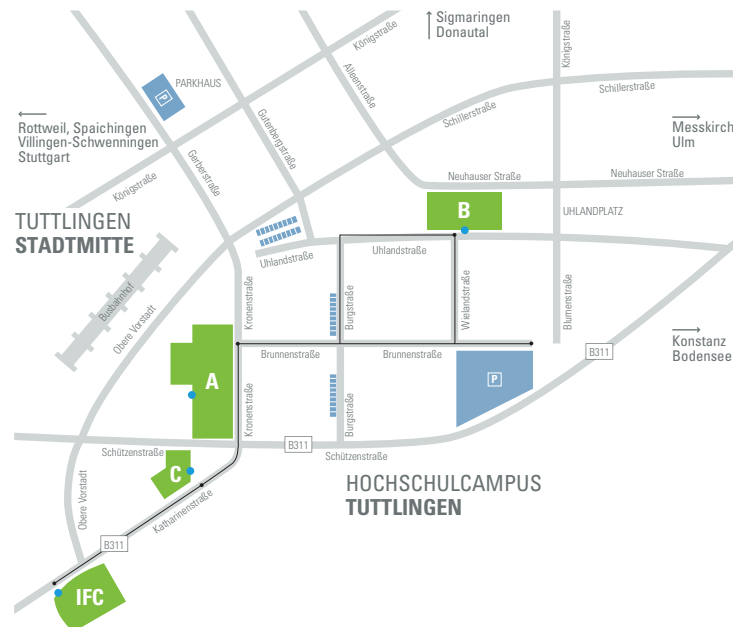 Sigmaringen
Donautal
Königstraße
Königstraße
Alleenstraße
PARKHAUS
P
Schillerstraße
Schillerstraße
Gutenbergstraße
Rottweil, Spaichingen
Villingen-Schwenningen
Stuttgart
Messkirch
Ulm
Gerberstraße
Königstraße
Neuhauser Straße
Neuhauser Straße
TUTTLINGEN
STADTMITTE
B
UHLANDPLATZ
Uhlandstraße
Uhlandstraße
Busbahnhof
Obere Vorstadt
Kronenstraße
Burgstraße
Wielandstraße
Blumenstraße
Konstanz
Bodensee
B311
Brunnenstraße
Brunnenstraße
A
P
Kronenstraße
Burgstraße
B311
Schützenstraße
Schützenstraße
C
HOCHSCHULCAMPUS
TUTTLINGEN
Obere Vorstadt
Katharinenstraße
B311
IFC